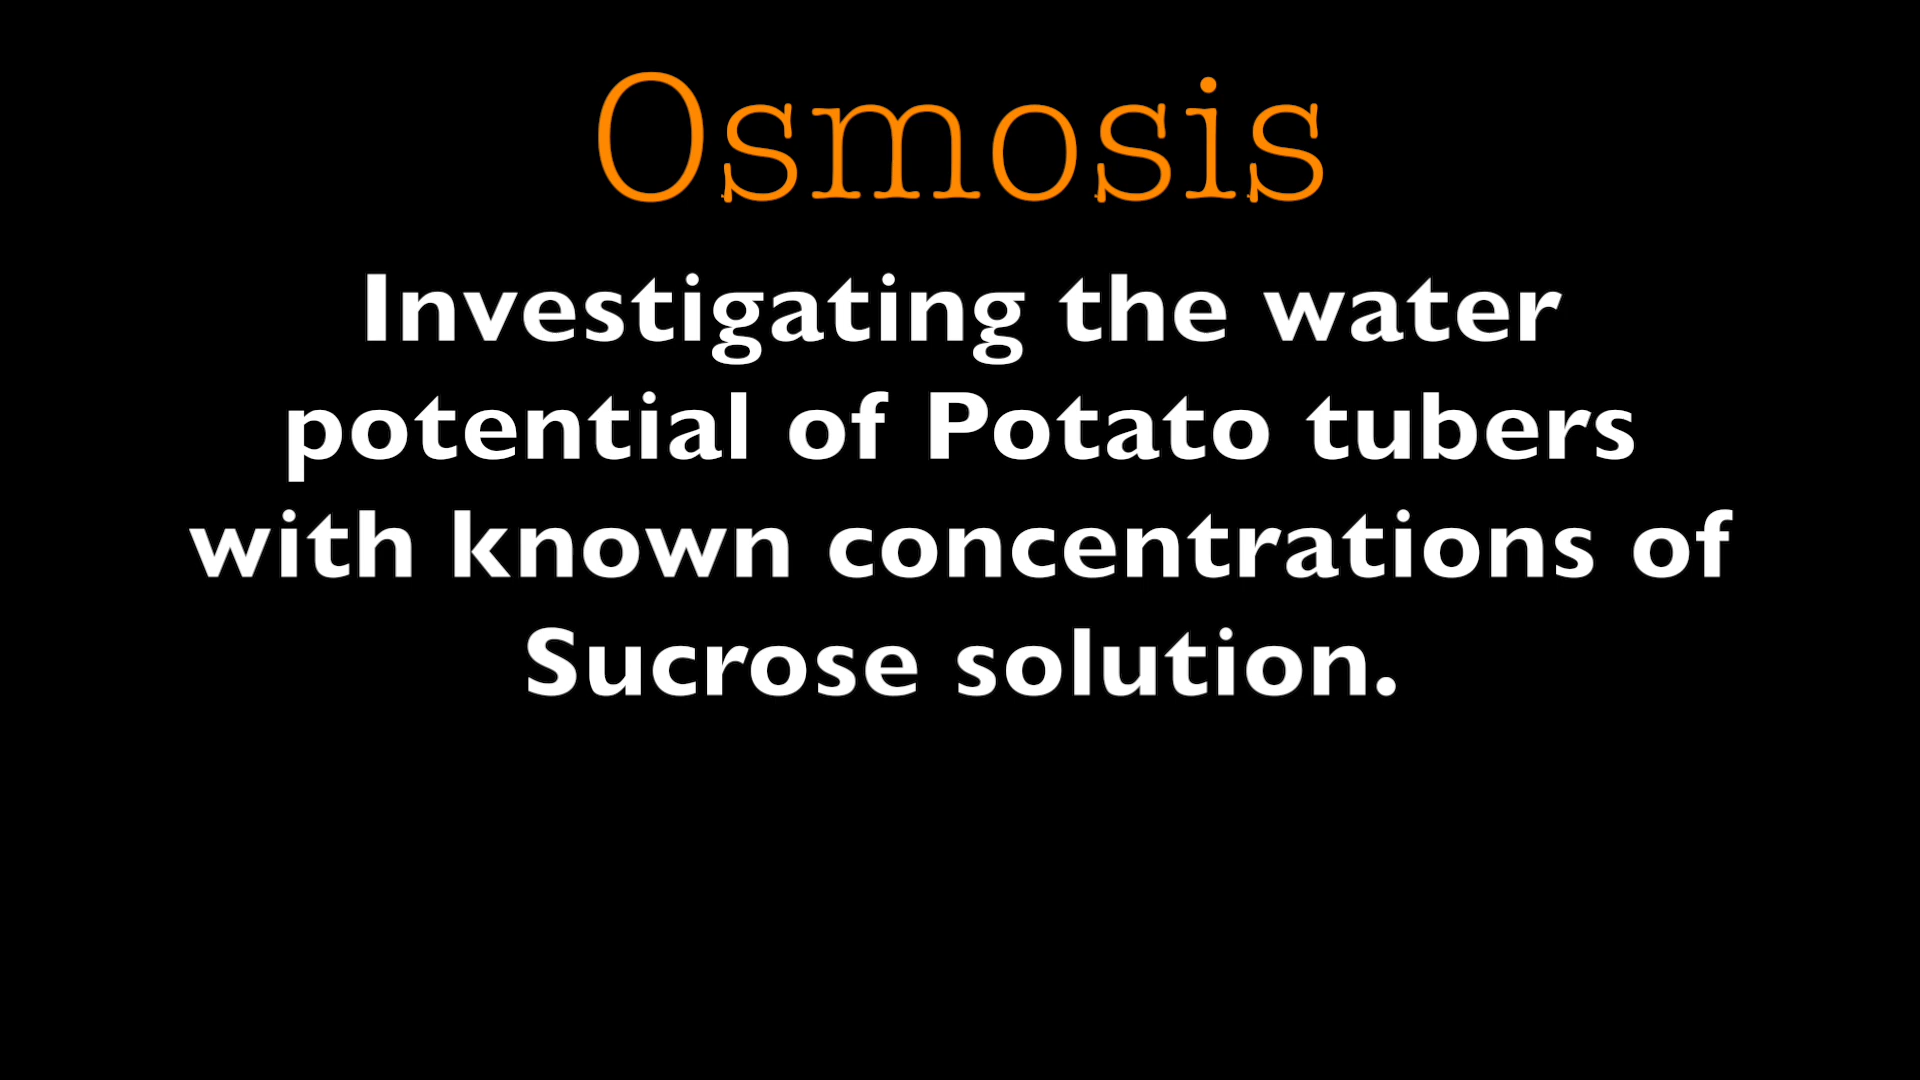 Osmosis
Investigating the water
potential of Potato tubers
with known concentrations of
Sucrose solution.